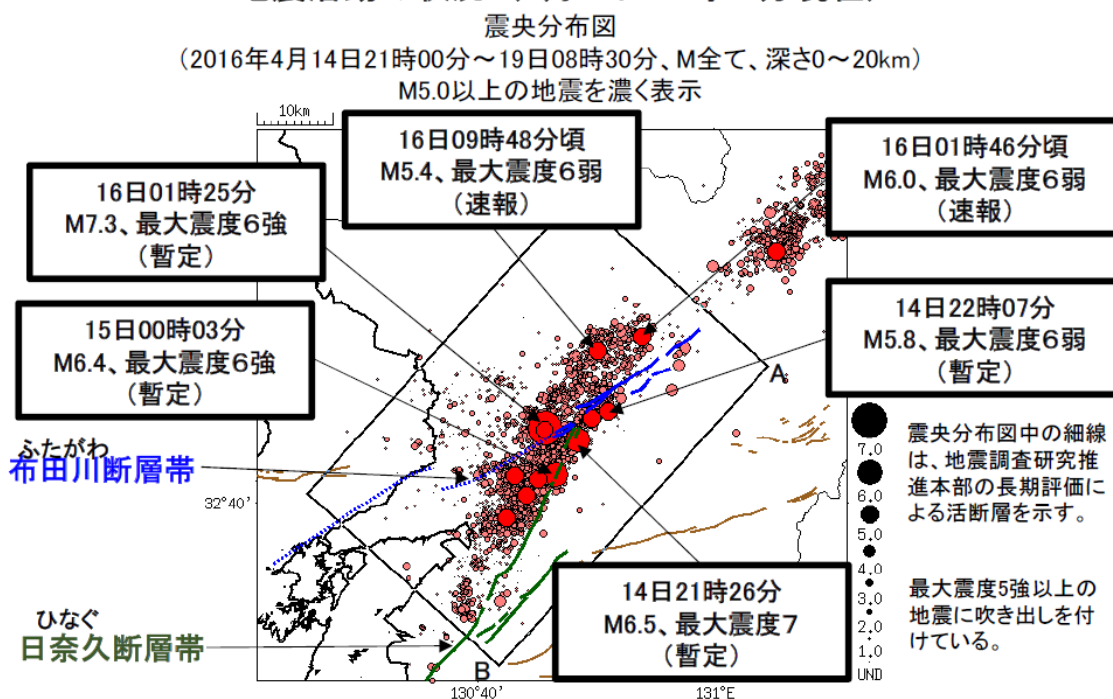 震央分布図
(2016年4月14日21時00分～19日08時30分、M全て、深さ0～20km)
M5.0以上の地震を濃く表示
10km
16日09時48分頃
M5.4、最大震度6弱
(速報)
16日01時46分頃
M6.0、最大震度6弱
(速報)
16日01時25分
M7.3、最大震度6強
(暫定)
15日00時03分
M6.4、最大震度6強
(暫定)
14日22時07分
M5.8、最大震度6弱
(暫定)
A
ふたがわ
布田川断層帯
32°40'
7.0
6.0
5.0
4.0
3.0
2.0
1.0
UND
震央分布図中の細線
は、地震調査研究推
進本部の長期評価に
よる活断層を示す。
最大震度5強以上の
地震に吹き出しを付
けている。
14日21時26分
M6.5、最大震度7
(暫定)
ひなぐ
日奈久断層帯
B
130°40'
131°E